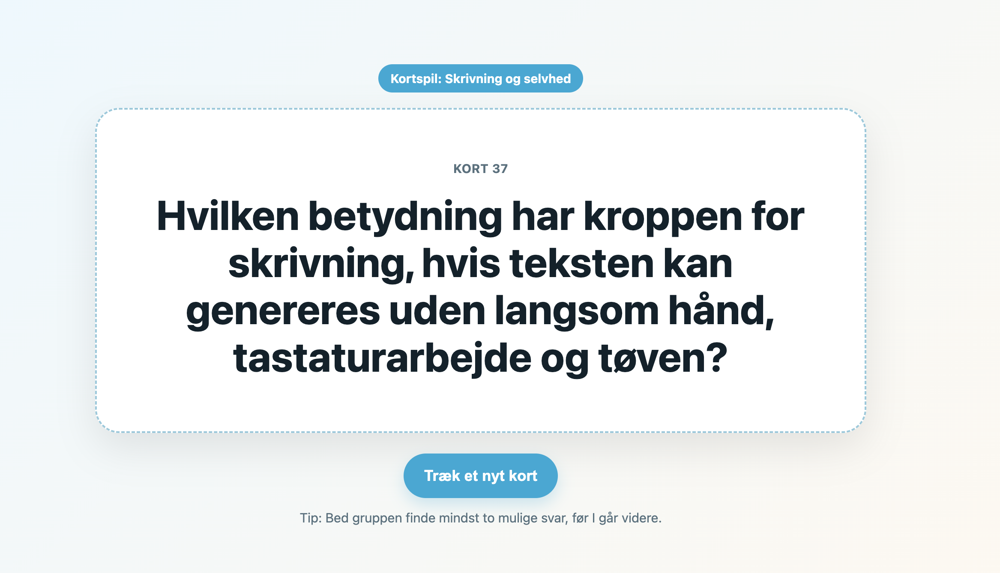 Kortspil: Skrivning og selvhed
KORT 37
Hvilken betydning har kroppen for
skrivning, hvis teksten kan
genereres uden langsom hånd,
tastaturarbejde og tøven?
Træk et nyt kort
Tip: Bed gruppen finde mindst to mulige svar, før I går videre.